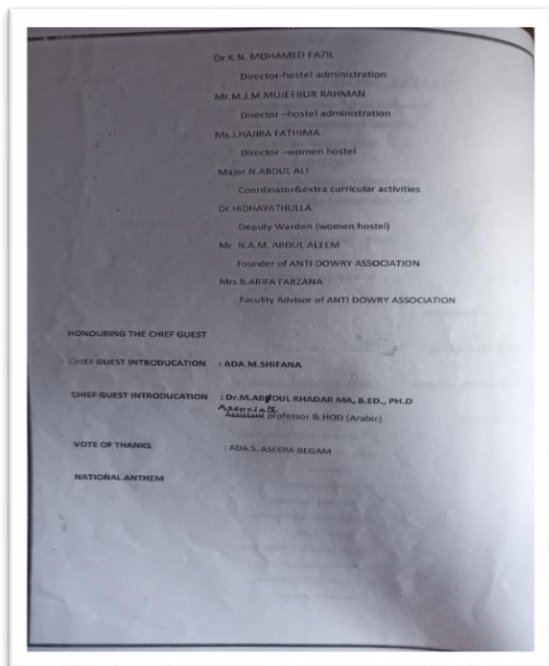 Dr.K.N. MOHAMED FAZIL
Director-hostel administration
Mr.M.J.M.MUJEEBUR RAHMAN
Director –hostel administration
Ms.J.HAJIRA FATHIMA
Director –women hostel
Major.N.ABDUL ALI
Coordinator&extra curricular activities
Dr.HIDHAYATHULLA
Deputy Warden (women hostel)
Mr. N.A.M. ABDUL ALEEM
Founder of ANTI DOWRY ASSOCIATION
Mrs.B.ARIFA FARZANA
Faculity Advisor of ANTI DOWRY ASSOCIATION
HONOURING THE CHIEF GUEST
CHIEF GUEST INTRODUCATION : ADA.M.SHIFANA
CHIEF GUEST INTRODUCATION : Dr.M.ABDOUL KHADAR MA, B.ED., PH.D
Associate
Assistant professor & HOD (Arabic)
VOTE OF THANKS : ADA.S. ASEERA BEGAM
NATIONAL ANTHEM